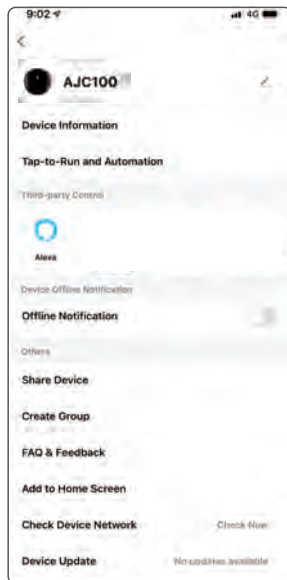 9:02
4G
AJC100
Device Information
Tap-to-Run and Automation
Third-party Control
Alexa
Device Offline Notification
Offline Notification
Others
Share Device
Create Group
FAQ & Feedback
Add to Home Screen
Check Device Network Check Now
Device Update No updates available